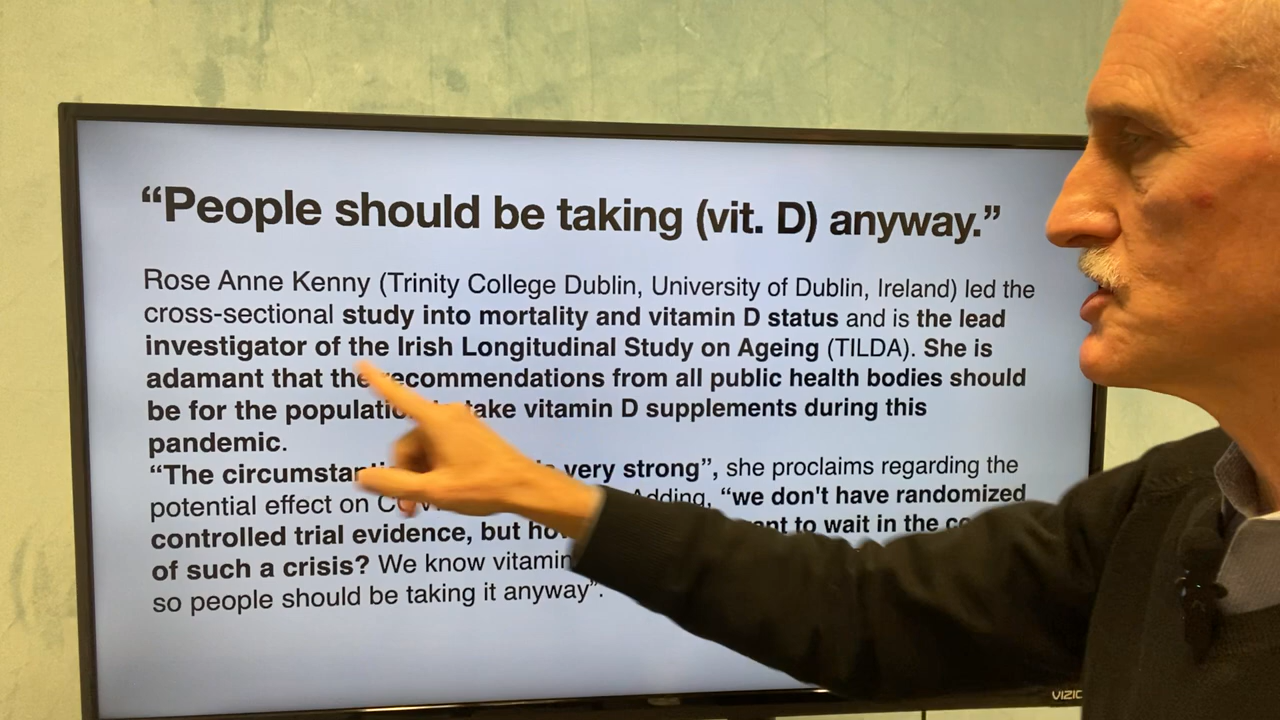 “People should be taking (vit. D) anyway.”
Rose Anne Kenny (Trinity College Dublin, University of Dublin, Ireland) led the
cross-sectional study into mortality and vitamin D status and is the lead
investigator of the Irish Longitudinal Study on Ageing (TILDA). She is
adamant that the recommendations from all public health bodies should
be for the population take vitamin D supplements during this
pandemic.
“The very strong”, she proclaims regarding the
potential effect on Adding, “we don't have randomized
controlled trial evidence, but to wait in the
of such a crisis? We know vitamin
so people should be taking it anyway”.